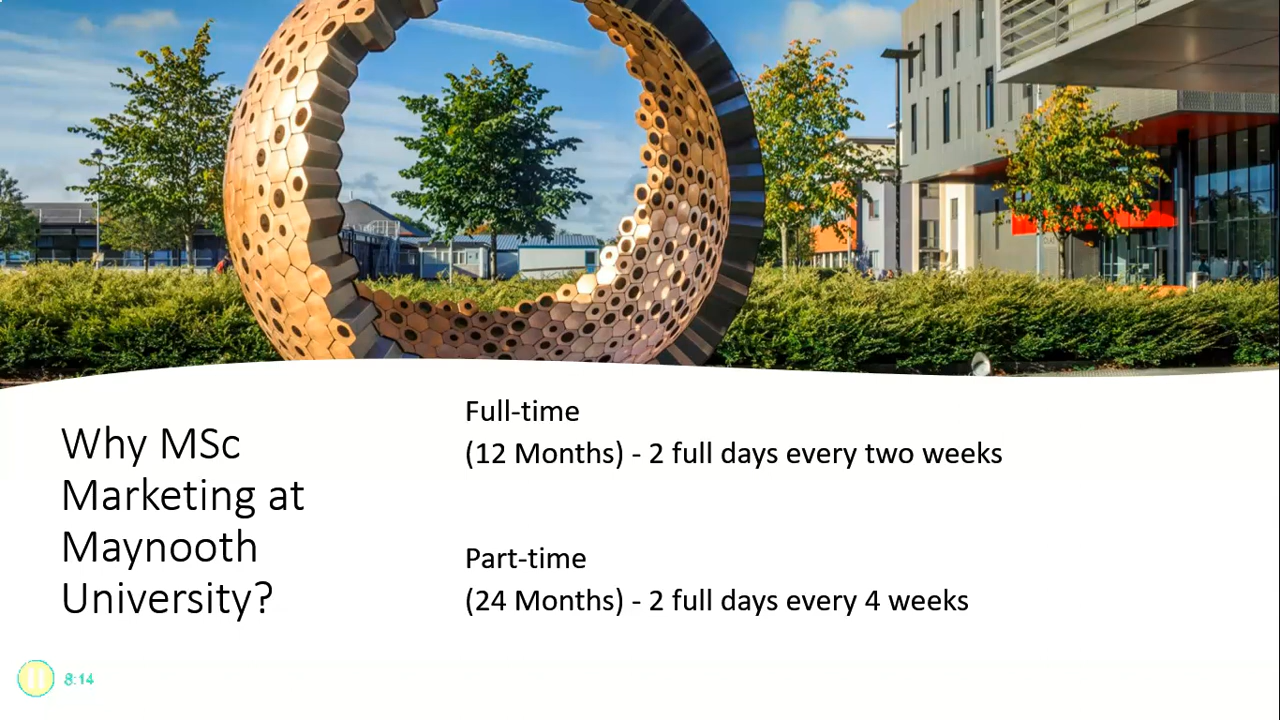 Why MSc
Marketing at
Maynooth
University?
Full-time
(12 Months) - 2 full days every two weeks
Part-time
(24 Months) - 2 full days every 4 weeks
8:14